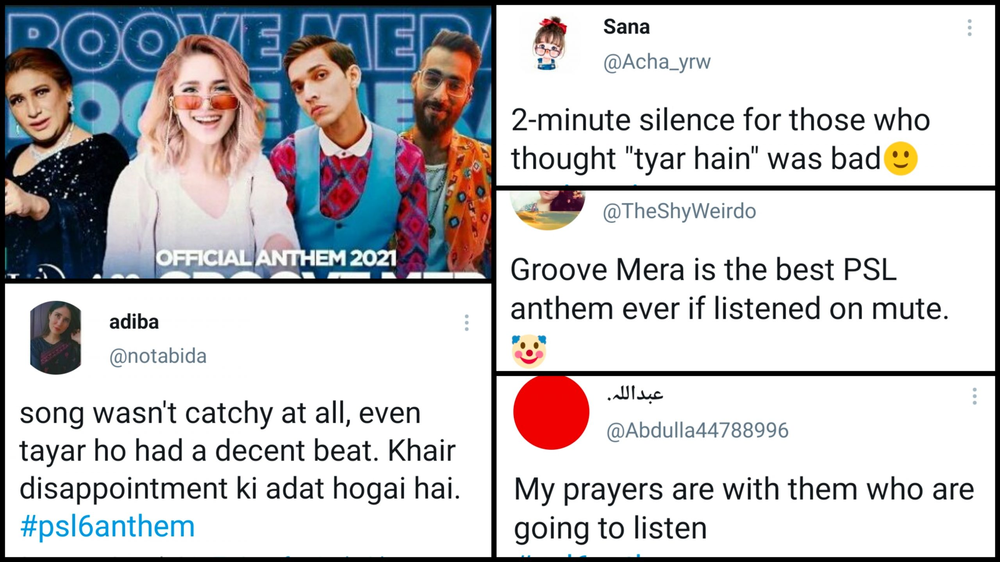 ROOVE MERA
OFFICIAL ANTHEM 2021
GROOVE MER
adiba
@notabida
song wasn't catchy at all, even
tayar ho had a decent beat. Khair
disappointment ki adat hogai hai.
#psl6anthem
Sana
@Acha_yrw
2-minute silence for those who
thought "tyar hain" was bad🙂
@TheShyWeirdo
Groove Mera is the best PSL
anthem ever if listened on mute.
🤡
عبداللہ.
@Abdulla44788996
My prayers are with them who are
going to listen